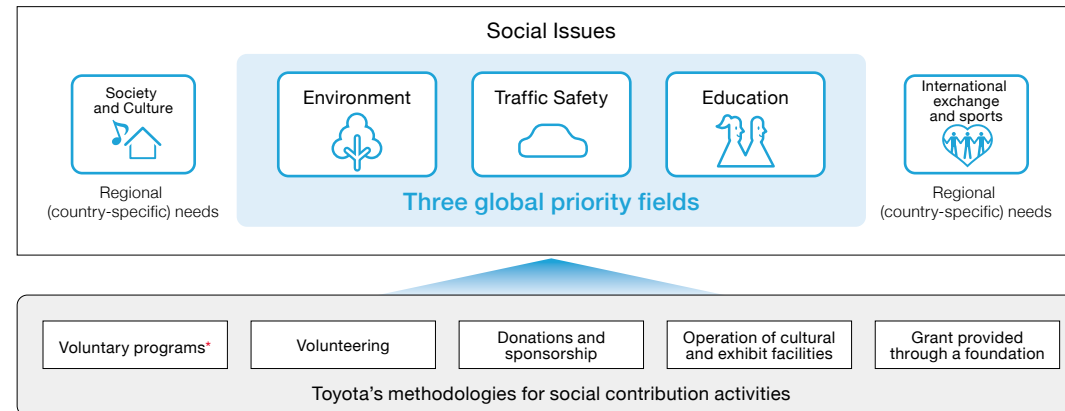 Social Issues
Society
and Culture
Environment
Traffic Safety
Education
International
exchange
and sports
Regional
(country-specific) needs
Three global priority fields
Regional
(country-specific) needs
Voluntary programs*
Volunteering
Donations and
sponsorship
Operation of cultural
and exhibit facilities
Grant provided
through a foundation
Toyota's methodologies for social contribution activities